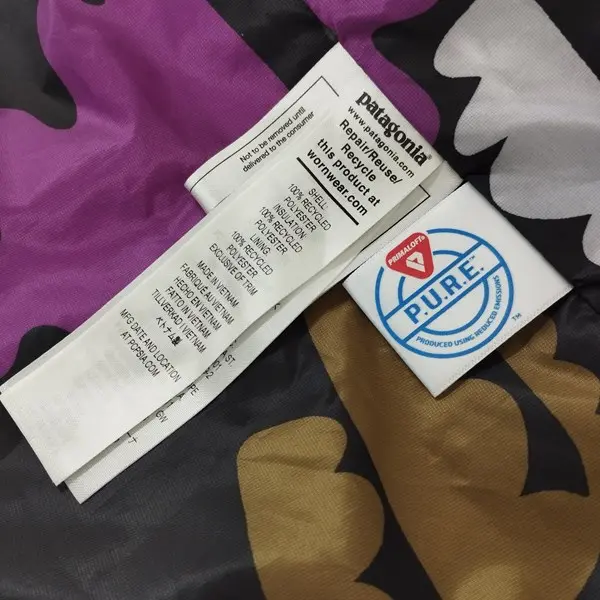 Not to be removed until
delivered to the consumer
patagonia®
www.patagonia.com
Repair/Reuse/
Recycle
this product at
wornwear.com
SHELL:
100% RECYCLED
POLYESTER
INSULATION:
100% RECYCLED
POLYESTER
LINING:
100% RECYCLED
POLYESTER
EXCLUSIVE OF TRIM
MADE IN VIETNAM
FABRIQUÉ AU VIETNAM
HECHO EN VIETNAM
FATTO IN VIETNAM
TILLVERKAD I VIETNAM
ベトナム製
MFG DATE AND LOCATION
AT PCPSIA.COM
ST.
PRIMALOFT®
P.U.R.E.™
PRODUCED USING REDUCED EMISSIONS
™